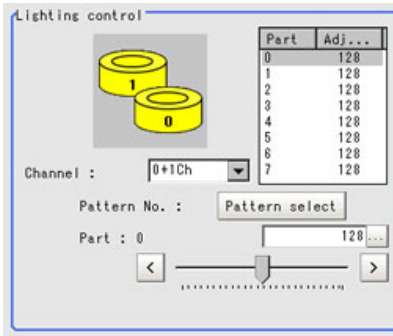 Lighting control
Part Adj...
0 128
1 128
2 128
3 128
4 128
5 128
6 128
7 128
1
0
Channel : 0+1Ch
Pattern No. : Pattern select
Part : 0 128 ...
< >